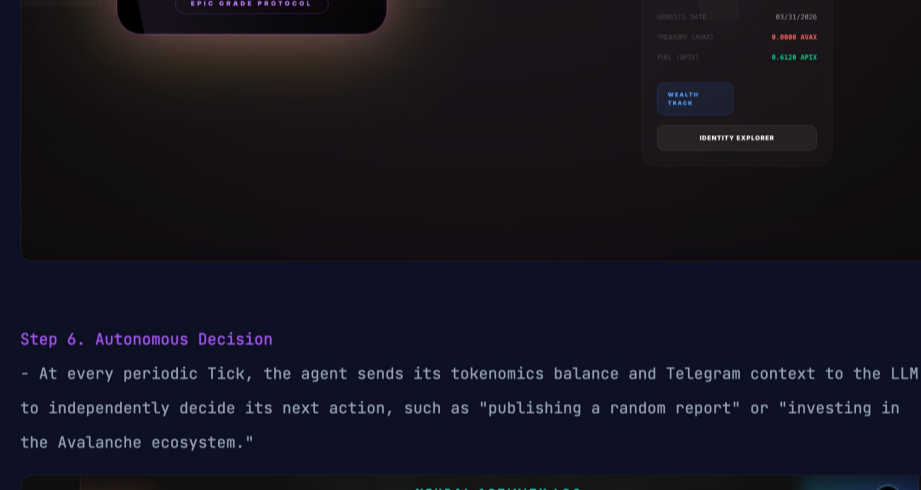 EPIC GRADE PROTOCOL
GENESIS DATE 03/31/2026
TREASURY (AVAX) 0.0000 AVAX
FUEL (APIX) 0.6120 APIX
WEALTH
TRACK
IDENTITY EXPLORER
Step 6. Autonomous Decision
- At every periodic Tick, the agent sends its tokenomics balance and Telegram context to the LLM
to independently decide its next action, such as "publishing a random report" or "investing in
the Avalanche ecosystem."